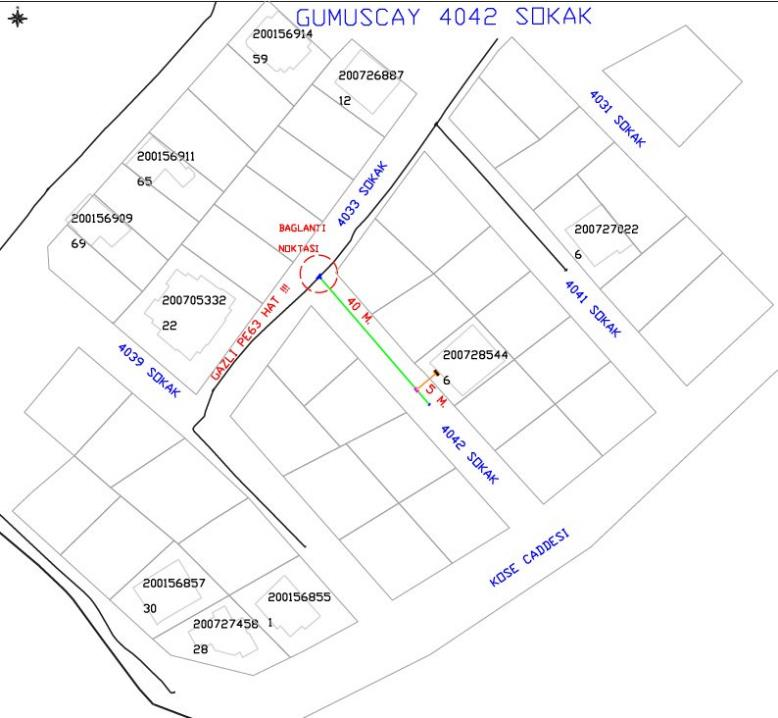 GUMUSCAY 4042 SOKAK
200156914
59
200726887
12
4031 SOKAK
200156911
65
4033 SOKAK
200156909
69
BAGLANTI
NOKTASI
200727022
6
200705332
22
GAZLI PE63 HAT !!!
40 M.
4041 SOKAK
4039 SOKAK
200728544
6
5 M.
4042 SOKAK
KOSE CADDESI
200156857
30
200156855
1
200727458
28